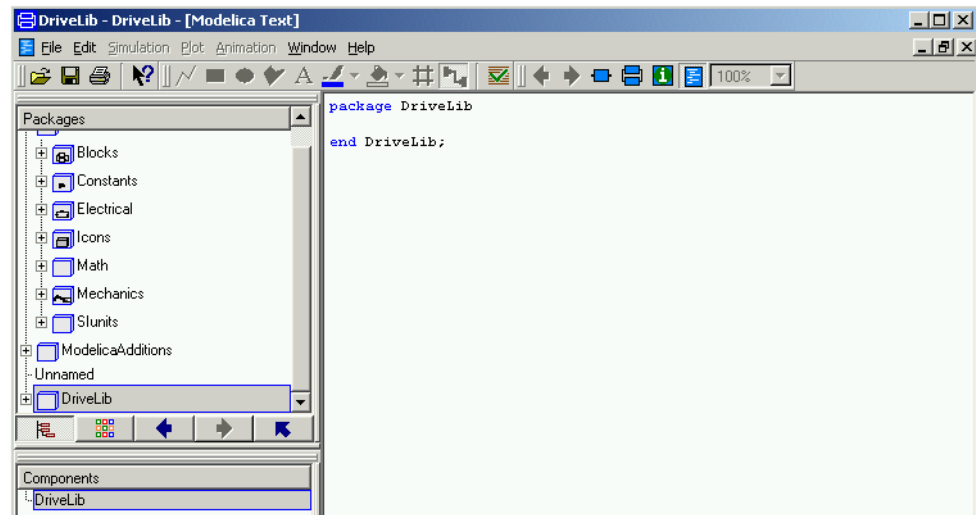 DriveLib - DriveLib - [Modelica Text]
File Edit Simulation Plot Animation Window Help
A 100%
Packages
Blocks
Constants
Electrical
Icons
Math
Mechanics
SIunits
ModelicaAdditions
Unnamed
DriveLib
Components
DriveLib
package DriveLib
end DriveLib;